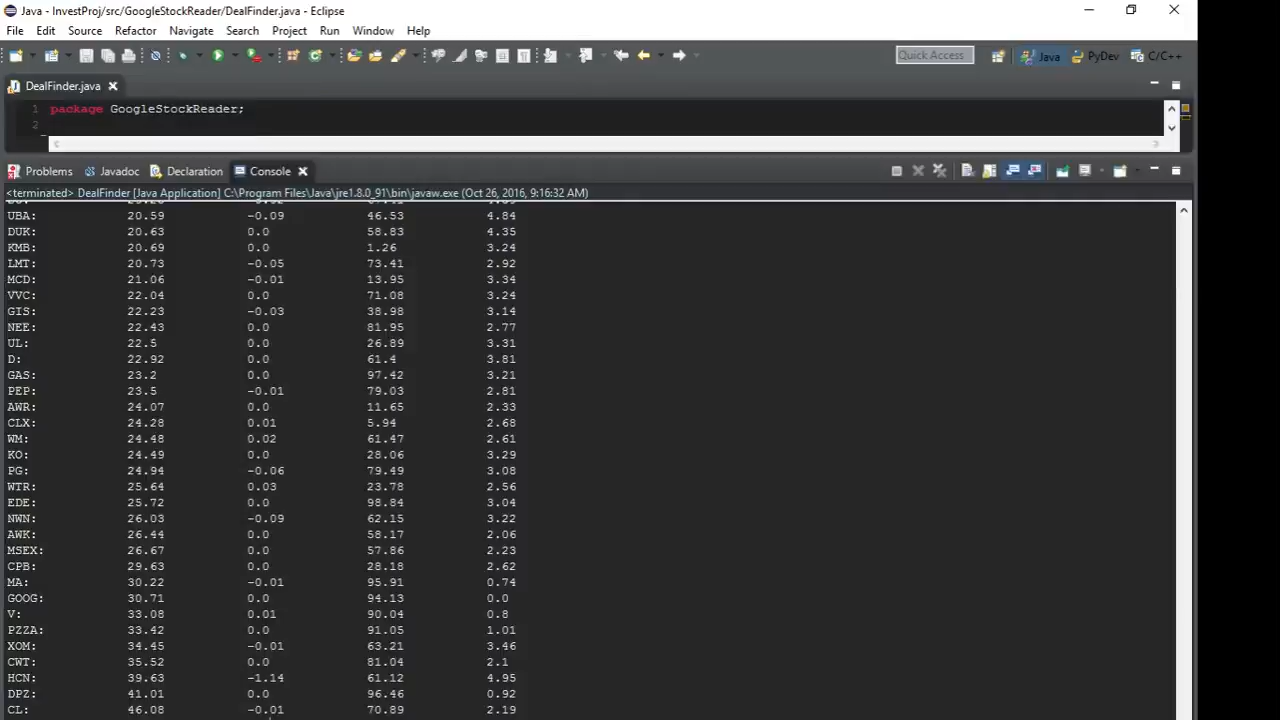 Java - InvestProj/src/GoogleStockReader/DealFinder.java - Eclipse
File Edit Source Refactor Navigate Search Project Run Window Help
Quick Access Java PyDev C/C++
DealFinder.java
1 package GoogleStockReader;
2
Problems Javadoc Declaration Console
<terminated> DealFinder [Java Application] C:\Program Files\Java\jre1.8.0_91\bin\javaw.exe (Oct 26, 2016, 9:16:32 AM)
UBA: 20.59 -0.09 46.53 4.84
DUK: 20.63 0.0 58.83 4.35
KMB: 20.69 0.0 1.26 3.24
LMT: 20.73 -0.05 73.41 2.92
MCD: 21.06 -0.01 13.95 3.34
VVC: 22.04 0.0 71.08 3.24
GIS: 22.23 -0.03 38.98 3.14
NEE: 22.43 0.0 81.95 2.77
UL: 22.5 0.0 26.89 3.31
D: 22.92 0.0 61.4 3.81
GAS: 23.2 0.0 97.42 3.21
PEP: 23.5 -0.01 79.03 2.81
AWR: 24.07 0.0 11.65 2.33
CLX: 24.28 0.01 5.94 2.68
WM: 24.48 0.02 61.47 2.61
KO: 24.49 0.0 28.06 3.29
PG: 24.94 -0.06 79.49 3.08
WTR: 25.64 0.03 23.78 2.56
EDE: 25.72 0.0 98.84 3.04
NWN: 26.03 -0.09 62.15 3.22
AWK: 26.44 0.0 58.17 2.06
MSEX: 26.67 0.0 57.86 2.23
CPB: 29.63 0.0 28.18 2.62
MA: 30.22 -0.01 95.91 0.74
GOOG: 30.71 0.0 94.13 0.0
V: 33.08 0.01 90.04 0.8
PZZA: 33.42 0.0 91.05 1.01
XOM: 34.45 -0.01 63.21 3.46
CWT: 35.52 0.0 81.04 2.1
HCN: 39.63 -1.14 61.12 4.95
DPZ: 41.01 0.0 96.46 0.92
CL: 46.08 -0.01 70.89 2.19